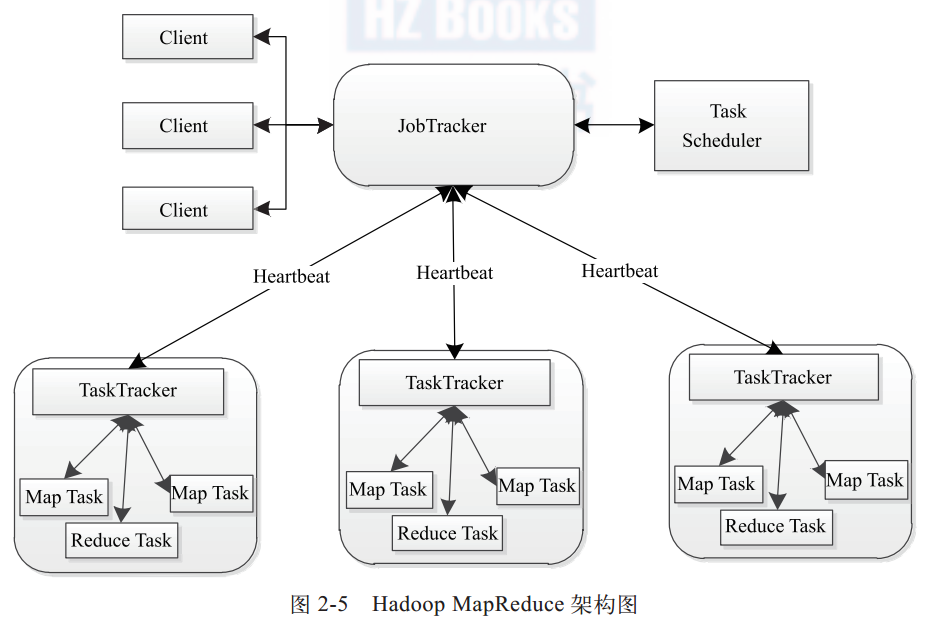 HZ BOOKS
Client
Client
Client
JobTracker
Task
Scheduler
Heartbeat
Heartbeat
Heartbeat
TaskTracker
Map Task
Map Task
Reduce Task
TaskTracker
Map Task
Map Task
Reduce Task
TaskTracker
Map Task
Map Task
Reduce Task
图 2-5 Hadoop MapReduce 架构图